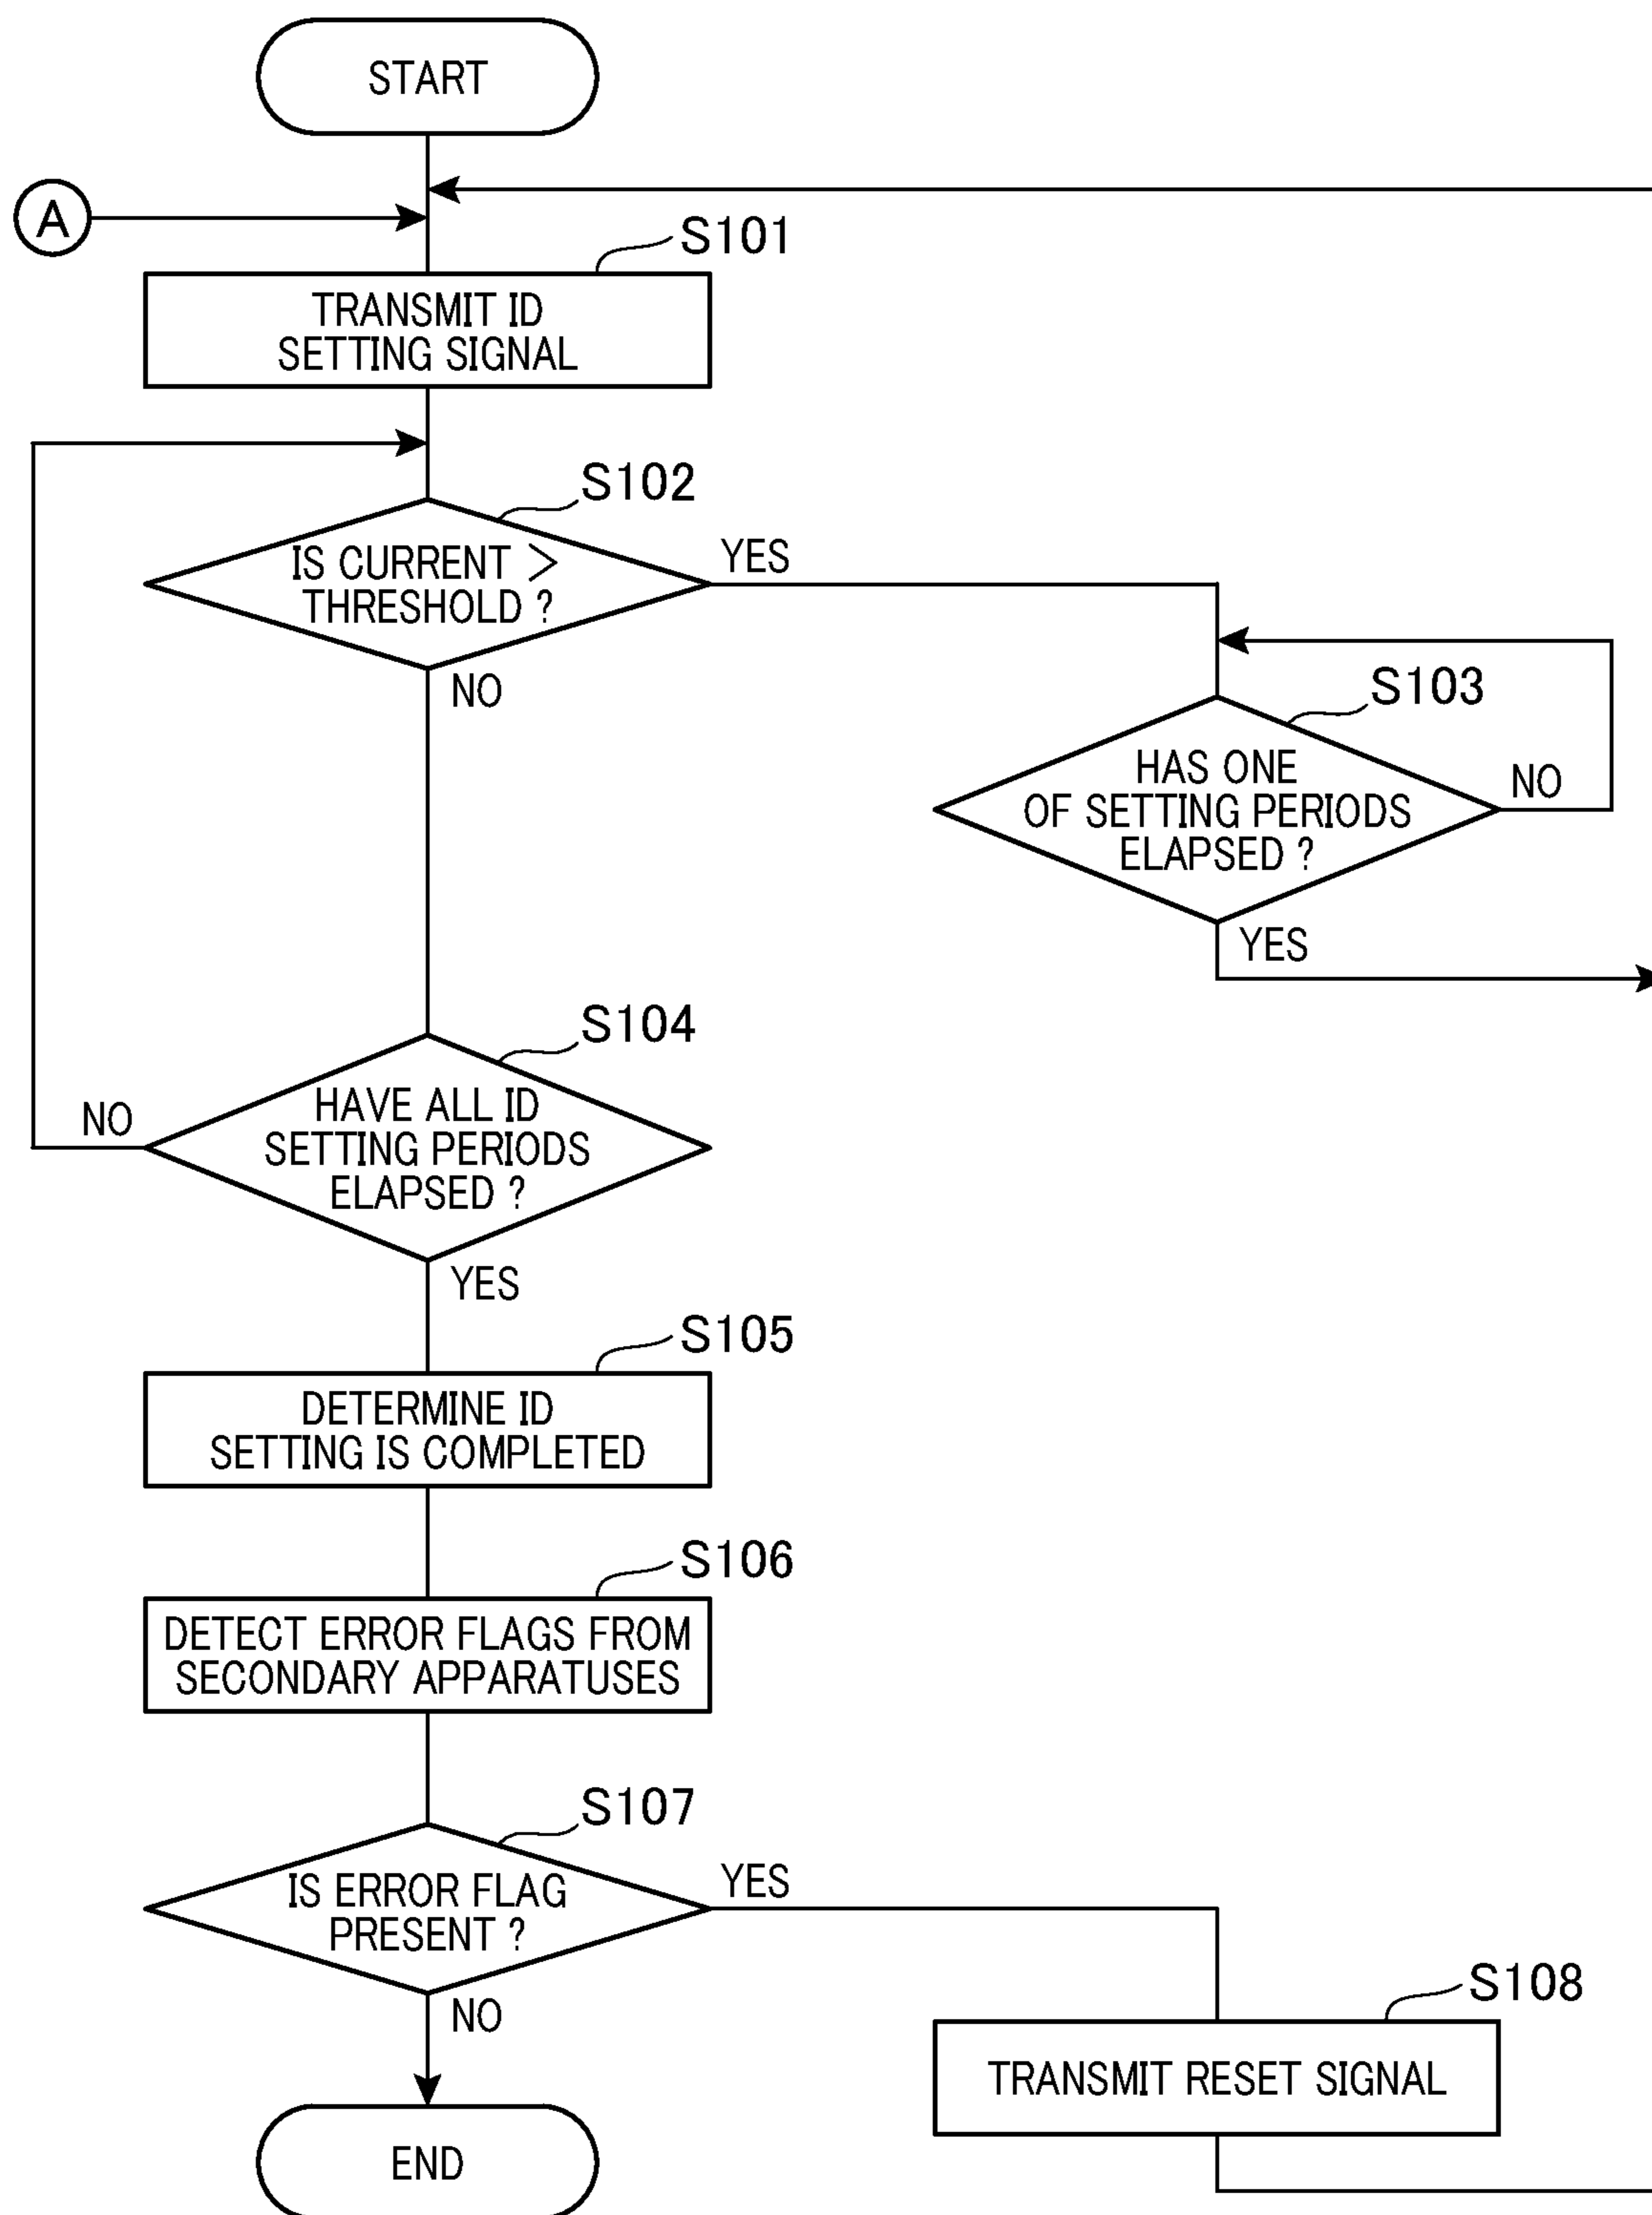 START
A
S101
TRANSMIT ID
SETTING SIGNAL
S102
IS CURRENT >
THRESHOLD ?
YES
NO
S103
HAS ONE
OF SETTING PERIODS
ELAPSED ?
NO
YES
S104
HAVE ALL ID
SETTING PERIODS
ELAPSED ?
NO
YES
S105
DETERMINE ID
SETTING IS COMPLETED
S106
DETECT ERROR FLAGS FROM
SECONDARY APPARATUSES
S107
IS ERROR FLAG
PRESENT ?
YES
NO
S108
TRANSMIT RESET SIGNAL
END